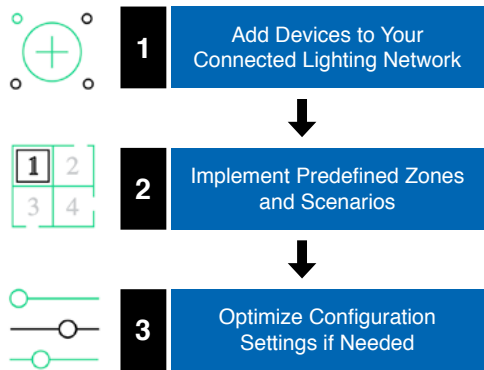 1
Add Devices to Your
Connected Lighting Network
1 2
3 4
2
Implement Predefined Zones
and Scenarios
3
Optimize Configuration
Settings if Needed